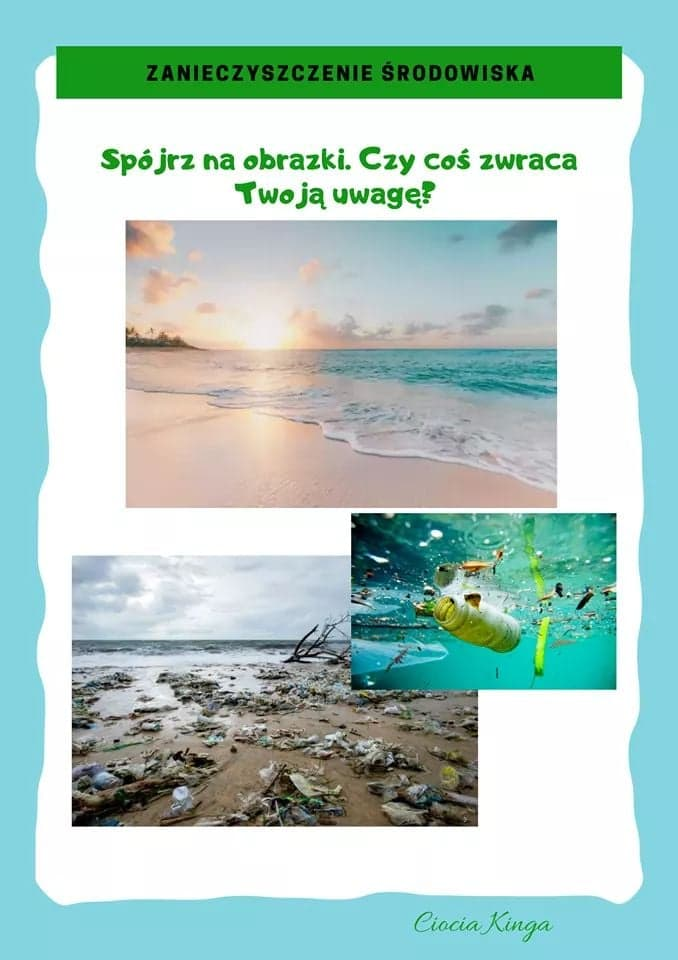 ZANIECZYSZCZENIE ŚRODOWISKA
Spójrz na obrazki. Czy coś zwraca
Twoją uwagę?
Ciocia Kinga